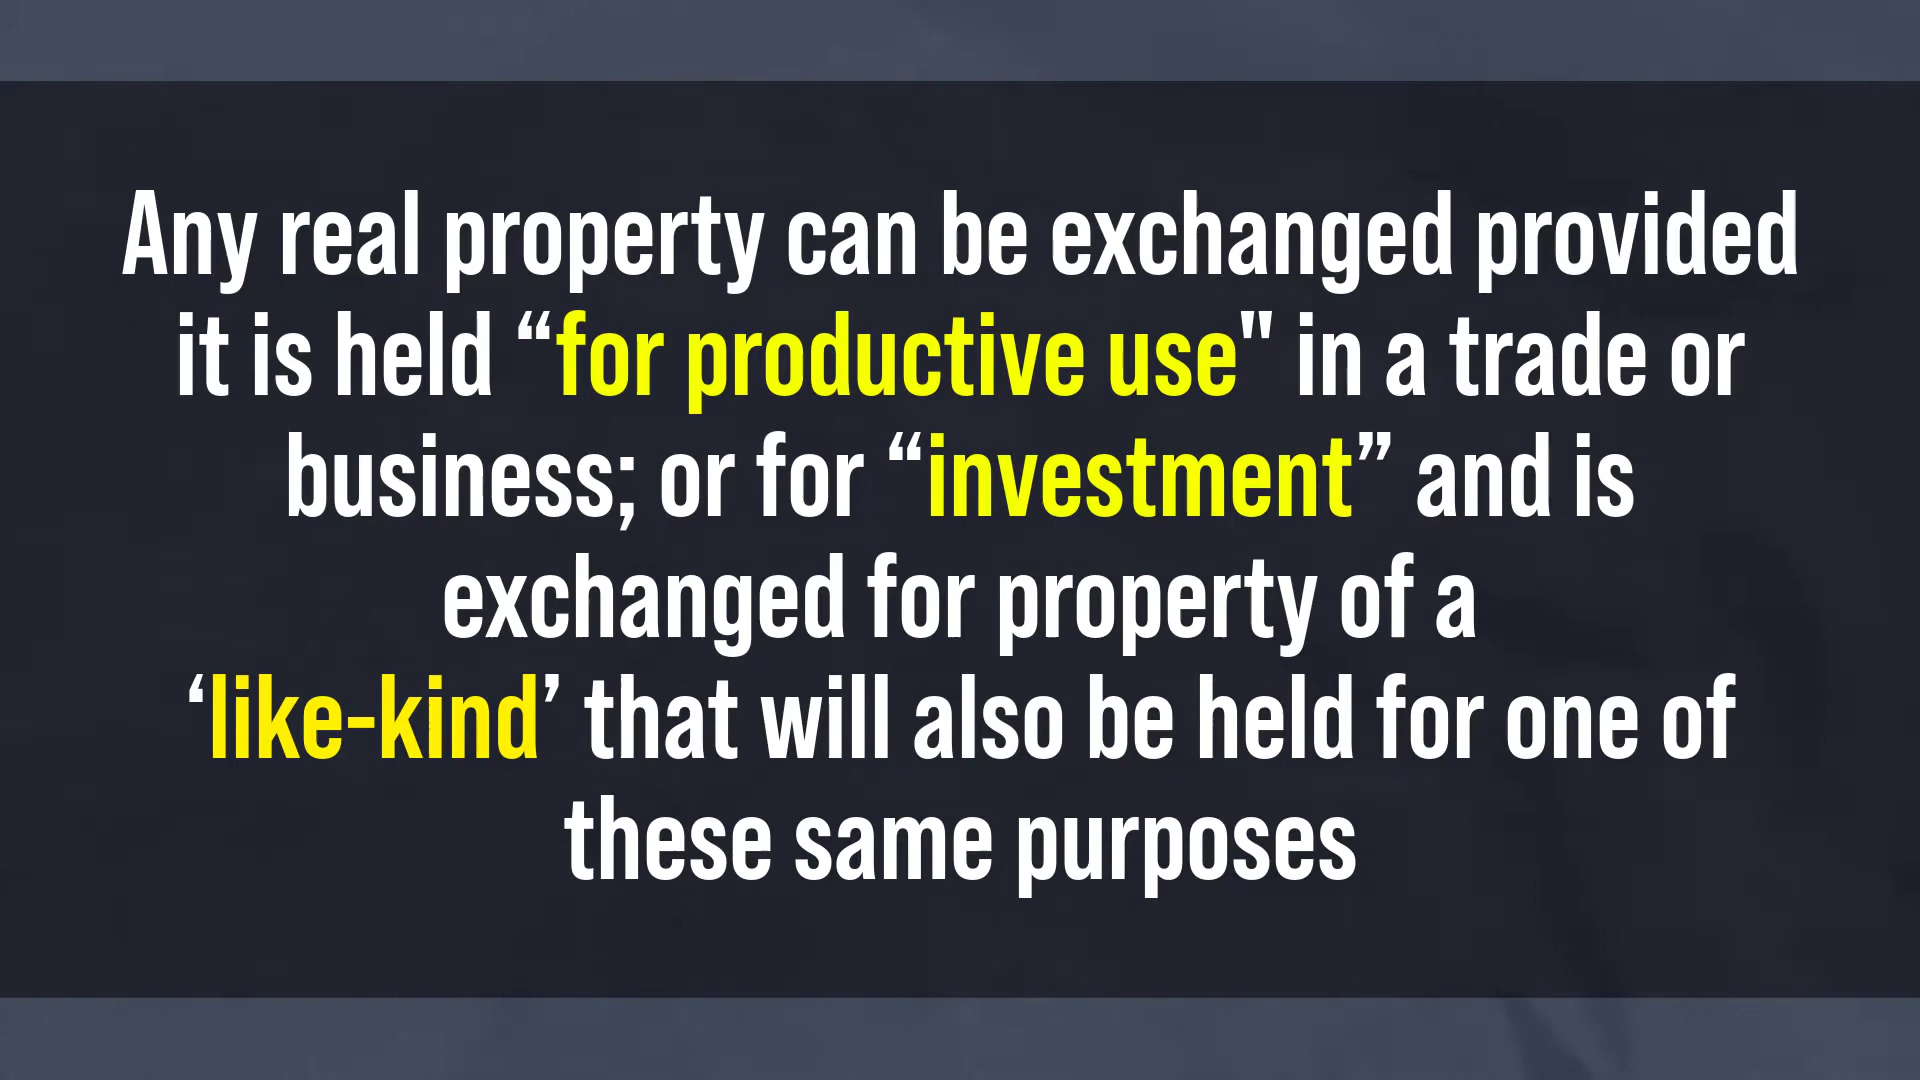 Any real property can be exchanged provided
it is held “for productive use" in a trade or
business; or for “investment” and is
exchanged for property of a
‘like-kind’ that will also be held for one of
these same purposes